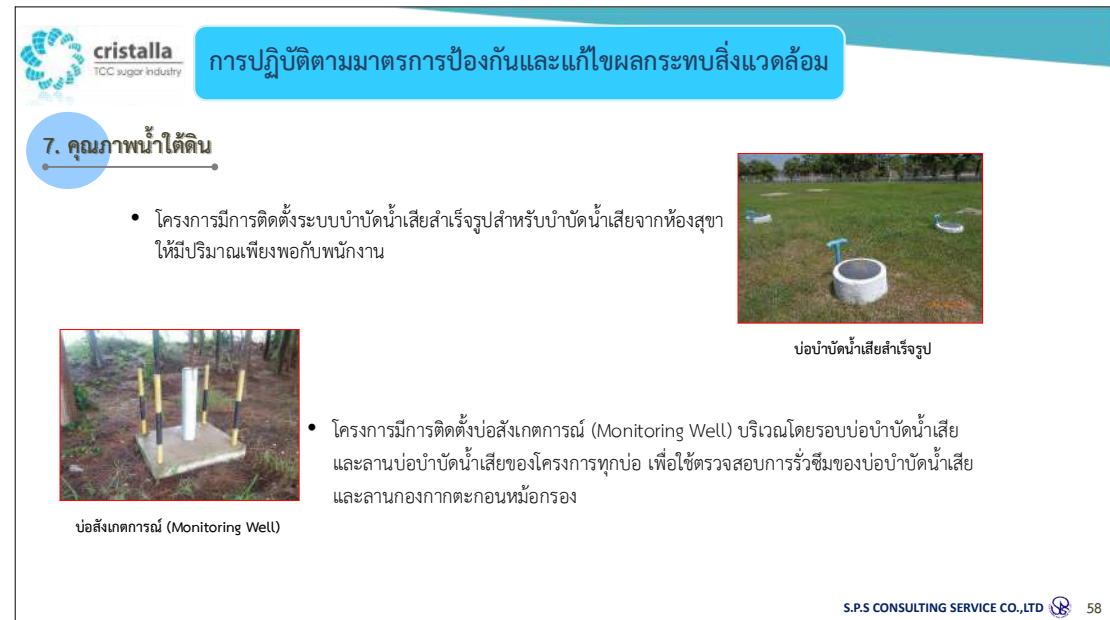 cristalla
TCC sugar industry
การปฏิบัติตามมาตรการป้องกันและแก้ไขผลกระทบสิ่งแวดล้อม
7. คุณภาพน้ำใต้ดิน
• โครงการมีการติดตั้งระบบบำบัดน้ำเสียสำเร็จรูปสำหรับบำบัดน้ำเสียจากห้องสุขา
ให้มีปริมาณเพียงพอกับพนักงาน
บ่อบำบัดน้ำเสียสำเร็จรูป
• โครงการมีการติดตั้งบ่อสังเกตการณ์ (Monitoring Well) บริเวณโดยรอบบ่อบำบัดน้ำเสีย
และลานบ่อบำบัดน้ำเสียของโครงการทุกบ่อ เพื่อใช้ตรวจสอบการรั่วซึมของบ่อบำบัดน้ำเสีย
และลานกองกากตะกอนหม้อกรอง
บ่อสังเกตการณ์ (Monitoring Well)
S.P.S CONSULTING SERVICE CO.,LTD
58